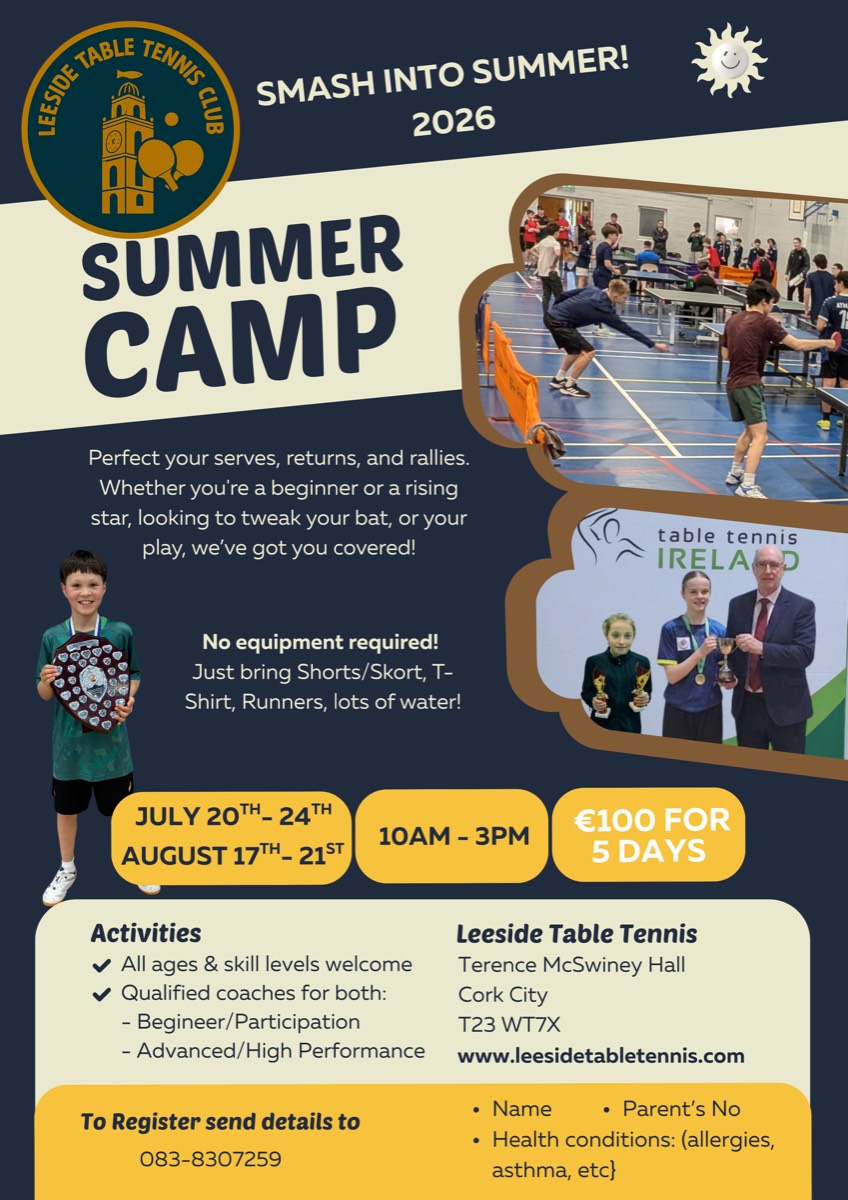 LEESIDE TABLE TENNIS CLUB
SMASH INTO SUMMER!
2026
SUMMER
CAMP
Perfect your serves, returns, and rallies.
Whether you're a beginner or a rising
star, looking to tweak your bat, or your
play, we've got you covered!
table tennis
IRELAND
No equipment required!
Just bring Shorts/Skort, T-
Shirt, Runners, lots of water!
JULY 20TH- 24TH
AUGUST 17TH- 21ST
10AM - 3PM
€100 FOR
5 DAYS
Activities
✔ All ages & skill levels welcome
✔ Qualified coaches for both:
- Begineer/Participation
- Advanced/High Performance
Leeside Table Tennis
Terence McSwiney Hall
Cork City
T23 WT7X
www.leesidetabletennis.com
To Register send details to
083-8307259
• Name • Parent's No
• Health conditions: (allergies,
asthma, etc}